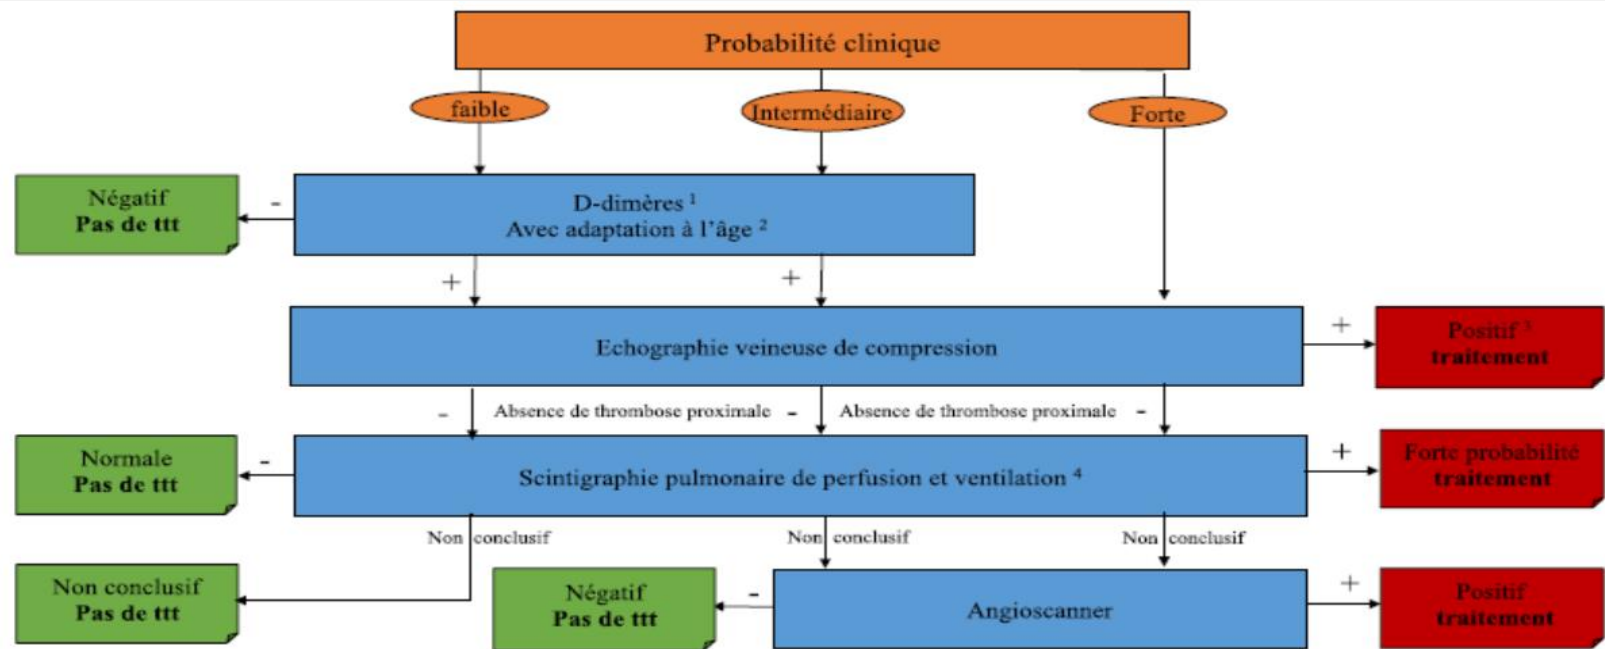 Probabilité clinique
faible
Intermédiaire
Forte
Négatif
Pas de ttt
-
D-dimères ¹
Avec adaptation à l'âge ²
+
+
Echographie veineuse de compression
+
Positif ³
traitement
-
Absence de thrombose proximale
-
Absence de thrombose proximale
-
Normale
Pas de ttt
-
Scintigraphie pulmonaire de perfusion et ventilation ⁴
+
Forte probabilité
traitement
Non conclusif
Non conclusif
Non conclusif
Non conclusif
Pas de ttt
Négatif
Pas de ttt
-
Angioscanner
+
Positif
traitement